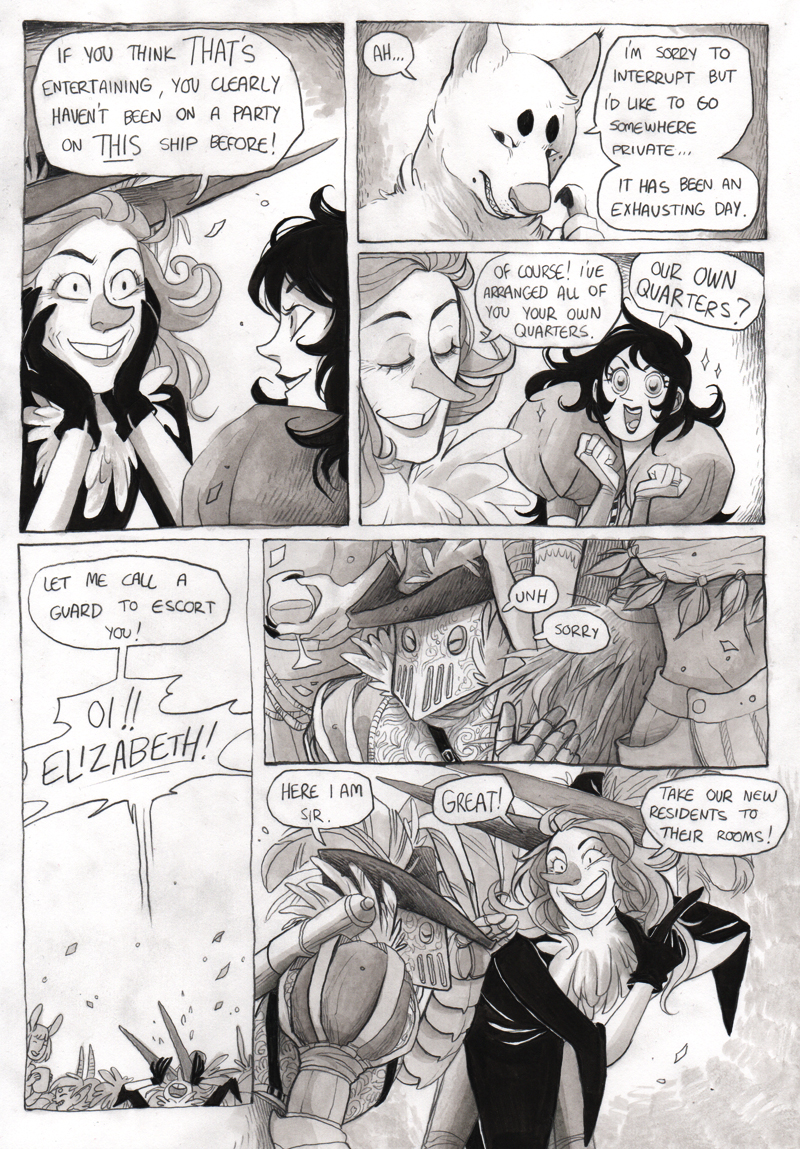 IF YOU THINK THAT'S
ENTERTAINING, YOU CLEARLY
HAVEN'T BEEN ON A PARTY
ON THIS SHIP BEFORE!
AH...
I'M SORRY TO
INTERRUPT BUT
I'D LIKE TO GO
SOMEWHERE
PRIVATE...
IT HAS BEEN AN
EXHAUSTING DAY.
OF COURSE! I'VE
ARRANGED ALL OF
YOU YOUR OWN
QUARTERS.
OUR OWN
QUARTERS?
LET ME CALL A
GUARD TO ESCORT
YOU!
OI!!
ELIZABETH!
UNH
SORRY
HERE I AM
SIR.
GREAT!
TAKE OUR NEW
RESIDENTS TO
THEIR ROOMS!